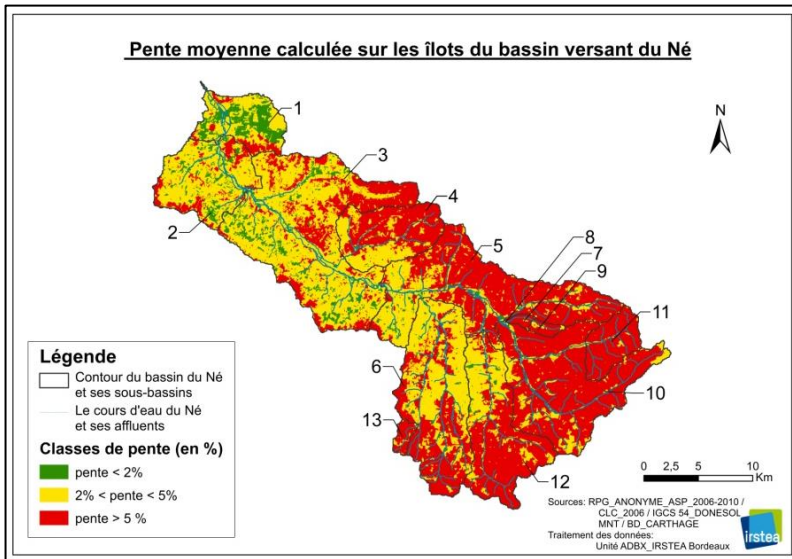 Pente moyenne calculée sur les îlots du bassin versant du Né
1
N
3
4
2
5
8
7
9
11
6
10
13
12
Légende
Contour du bassin du Né
et ses sous-bassins
Le cours d'eau du Né
et ses affluents
Classes de pente (en %)
pente < 2%
2% < pente < 5%
pente > 5 %
0 2,5 5 10
Km
Sources: RPG_ANONYME_ASP_2006-2010 /
CLC_2006 / IGCS 54_DONESOL
MNT / BD_CARTHAGE
Traitement des données:
Unité ADBX_IRSTEA Bordeaux
irstea